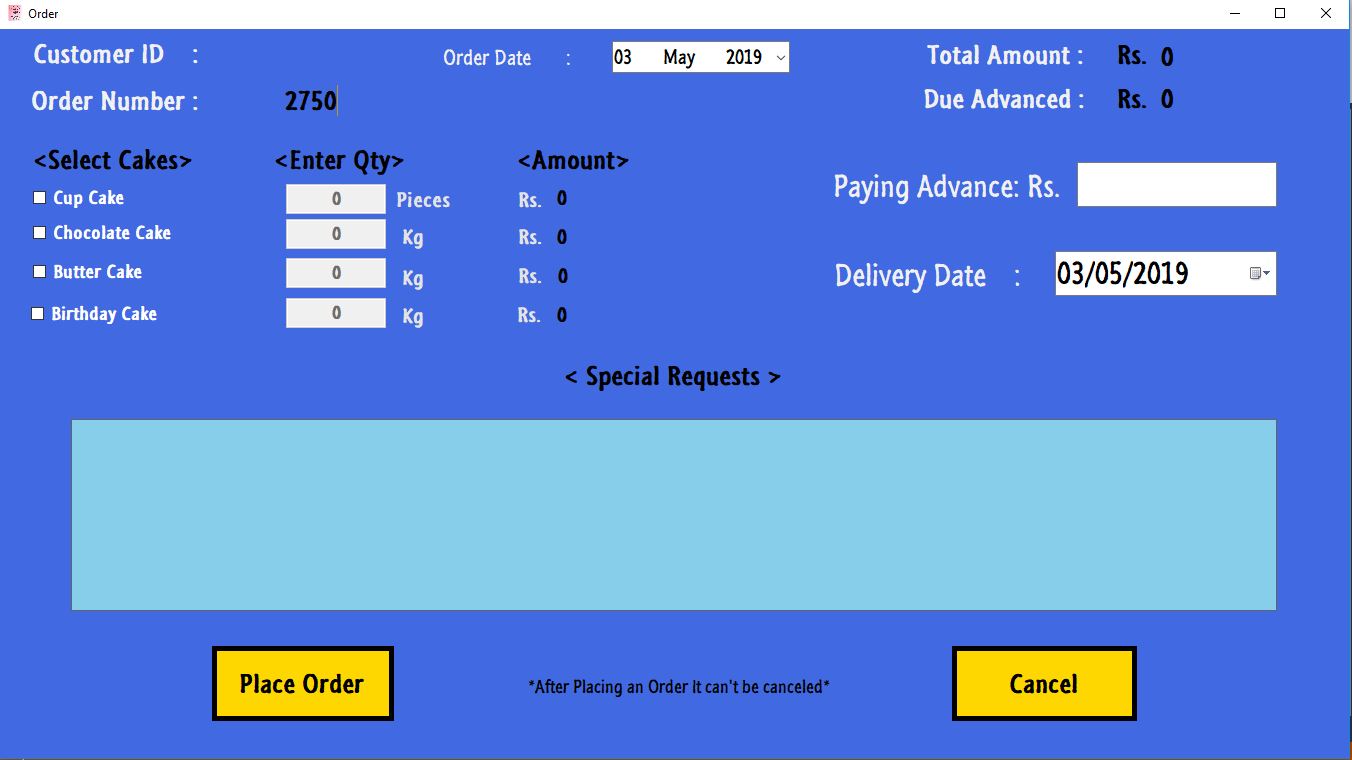 Order
Customer ID :
Order Date : 03 May 2019
Total Amount : Rs. 0
Order Number : 2750
Due Advanced : Rs. 0
<Select Cakes> <Enter Qty> <Amount>
Cup Cake 0 Pieces Rs. 0
Chocolate Cake 0 Kg Rs. 0
Butter Cake 0 Kg Rs. 0
Birthday Cake 0 Kg Rs. 0
Paying Advance: Rs.
Delivery Date : 03/05/2019
< Special Requests >
Place Order
*After Placing an Order It can't be canceled*
Cancel